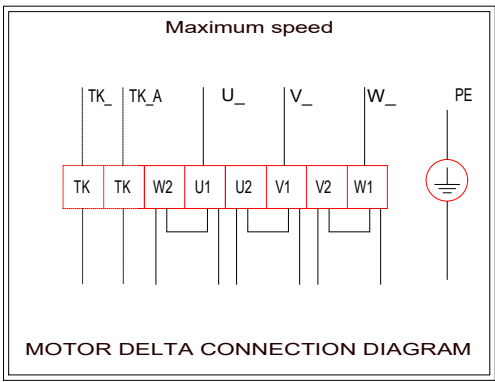 Maximum speed
TK_ TK_A U_ V_ W_ PE
TK TK W2 U1 U2 V1 V2 W1
MOTOR DELTA CONNECTION DIAGRAM